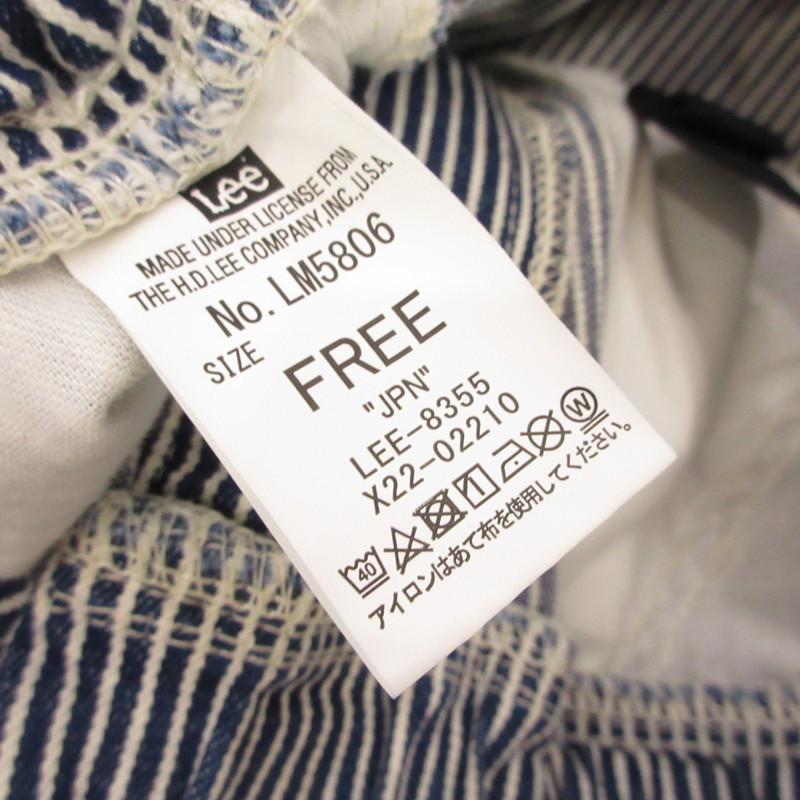 Lee
MADE UNDER LICENSE FROM
THE H.D.LEE COMPANY,INC.,U.S.A.
No. LM5806
SIZE
FREE
"JPN"
LEE-8355
X22-02210
40
W
アイロンはあて布を使用してください。